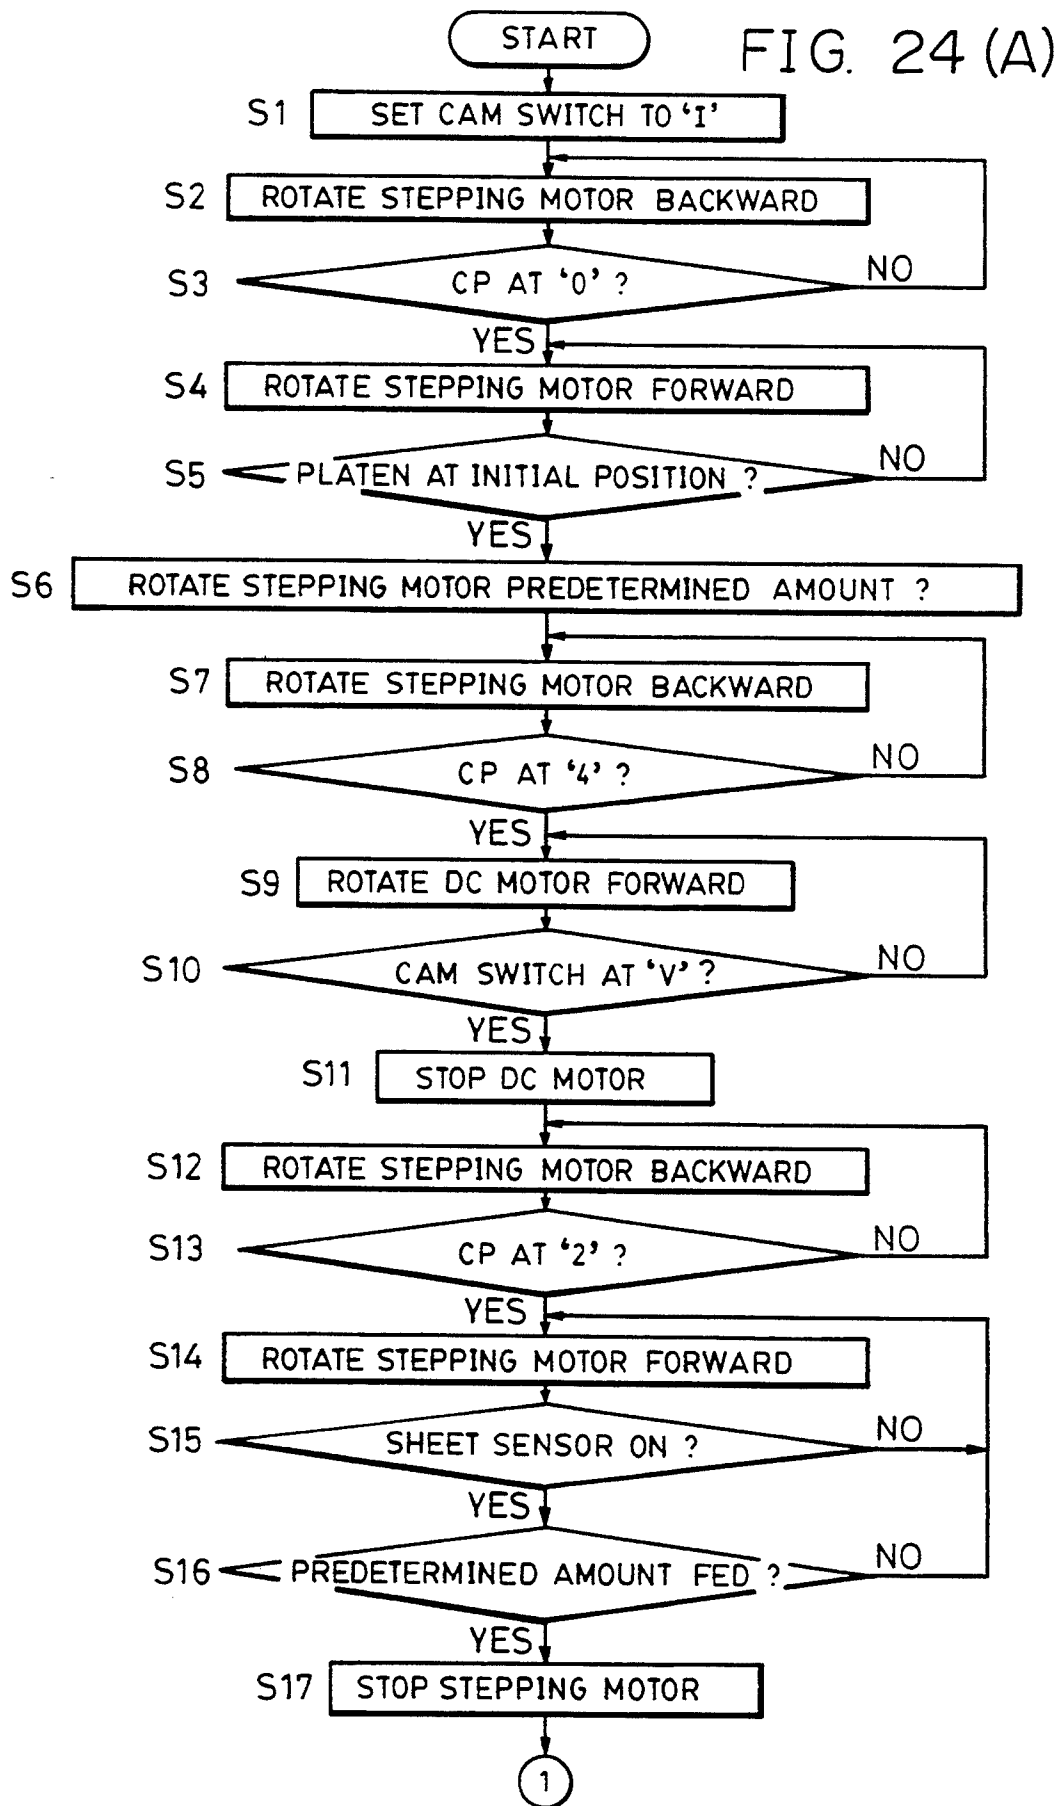 START
FIG. 24 (A)
S1 SET CAM SWITCH TO ‘I’
S2 ROTATE STEPPING MOTOR BACKWARD
S3 CP AT ‘0’ ? NO
YES
S4 ROTATE STEPPING MOTOR FORWARD
S5 PLATEN AT INITIAL POSITION ? NO
YES
S6 ROTATE STEPPING MOTOR PREDETERMINED AMOUNT ?
S7 ROTATE STEPPING MOTOR BACKWARD
S8 CP AT ‘4’ ? NO
YES
S9 ROTATE DC MOTOR FORWARD
S10 CAM SWITCH AT ‘V’ ? NO
YES
S11 STOP DC MOTOR
S12 ROTATE STEPPING MOTOR BACKWARD
S13 CP AT ‘2’ ? NO
YES
S14 ROTATE STEPPING MOTOR FORWARD
S15 SHEET SENSOR ON ? NO
YES
S16 PREDETERMINED AMOUNT FED ? NO
YES
S17 STOP STEPPING MOTOR
1